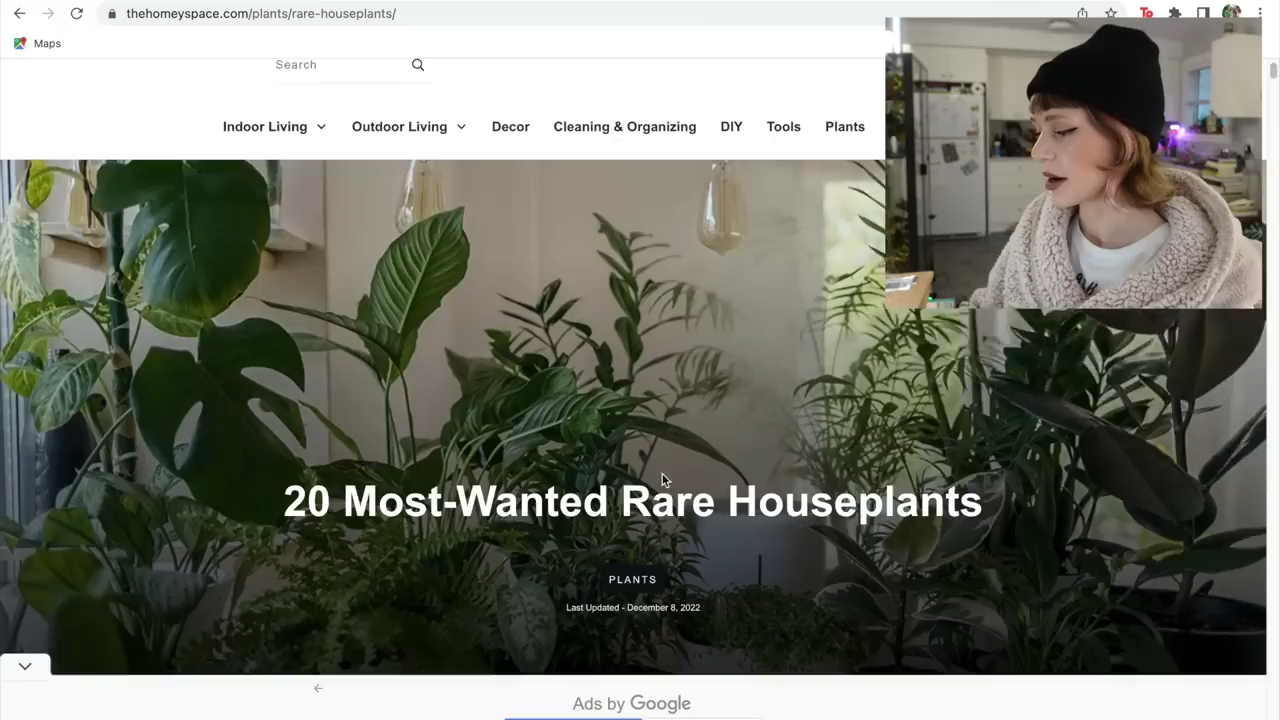 thehomeyspace.com/plants/rare-houseplants/
Maps
Search
Indoor Living
Outdoor Living
Decor
Cleaning & Organizing
DIY
Tools
Plants
20 Most-Wanted Rare Houseplants
PLANTS
Last Updated - December 8, 2022
Ads by Google